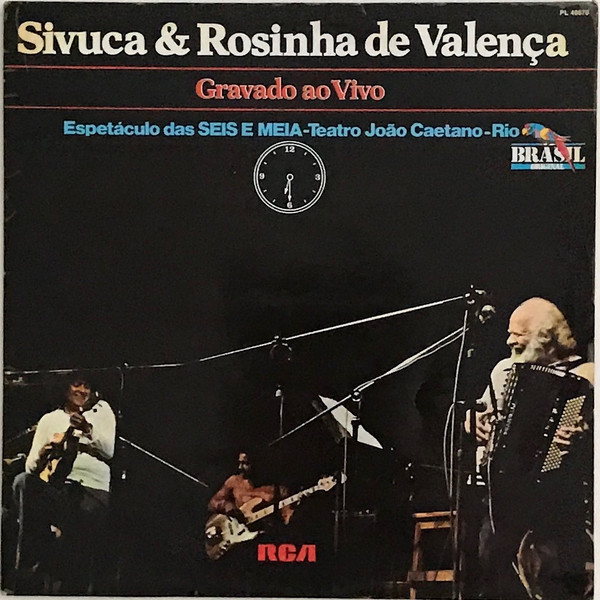 PL 40870
Sivuca & Rosinha de Valença
Gravado ao Vivo
Espetáculo das SEIS E MEIA-Teatro João Caetano-Rio
BRASIL
ORIGINAL
12
9 3
6
RCA